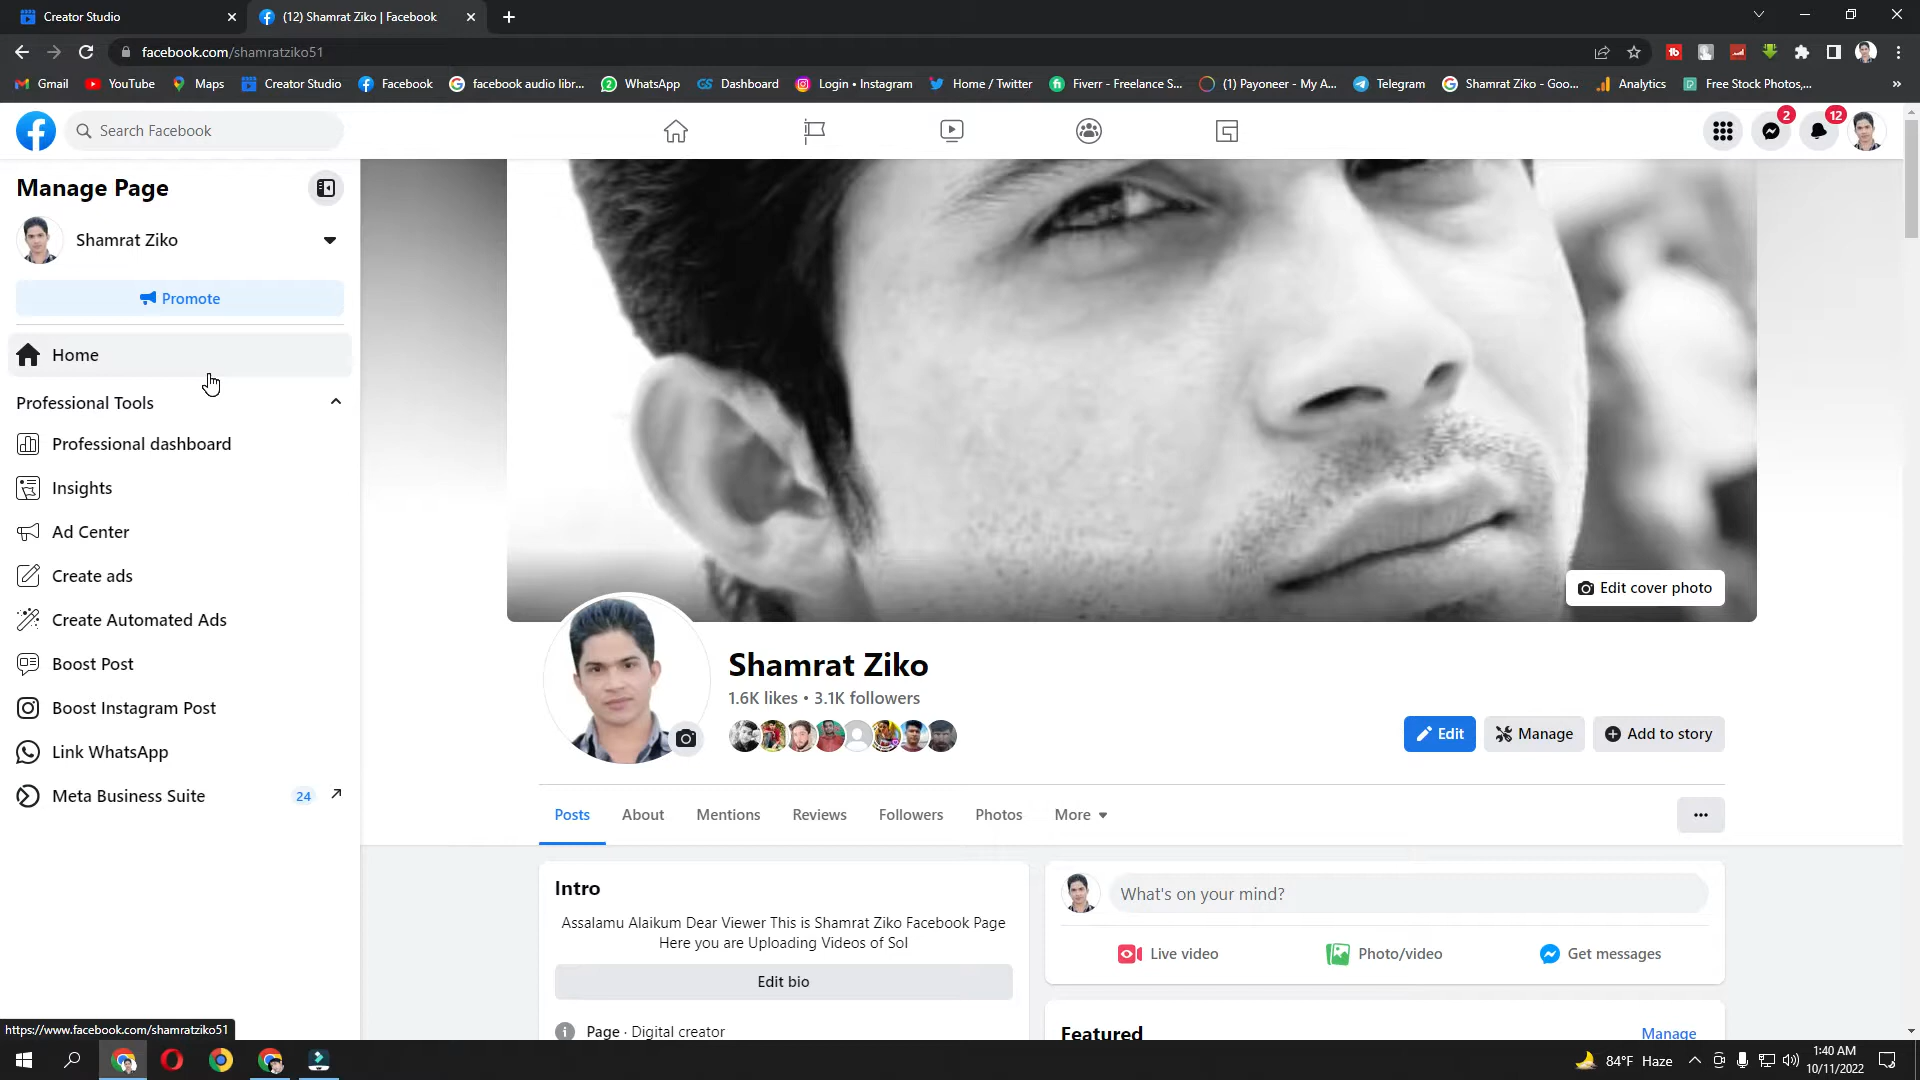 Creator Studio
(12) Shamrat Ziko | Facebook
facebook.com/shamratziko51
Gmail
YouTube
Maps
Creator Studio
Facebook
facebook audio libr...
WhatsApp
GS Dashboard
Login • Instagram
Home / Twitter
Fiverr - Freelance S...
(1) Payoneer - My A...
Telegram
Shamrat Ziko - Goo...
Analytics
Free Stock Photos,...
»
Search Facebook
2
12
Manage Page
Shamrat Ziko
Promote
Home
Professional Tools
Professional dashboard
Insights
Ad Center
Create ads
Create Automated Ads
Boost Post
Boost Instagram Post
Link WhatsApp
Meta Business Suite 24
https://www.facebook.com/shamratziko51
Edit cover photo
Shamrat Ziko
1.6K likes • 3.1K followers
Edit
Manage
Add to story
Posts
About
Mentions
Reviews
Followers
Photos
More
Intro
Assalamu Alaikum Dear Viewer This is Shamrat Ziko Facebook Page
Here you are Uploading Videos of Sol
Edit bio
Page · Digital creator
What's on your mind?
Live video
Photo/video
Get messages
Featured
Manage
84°F Haze
1:40 AM
10/11/2022